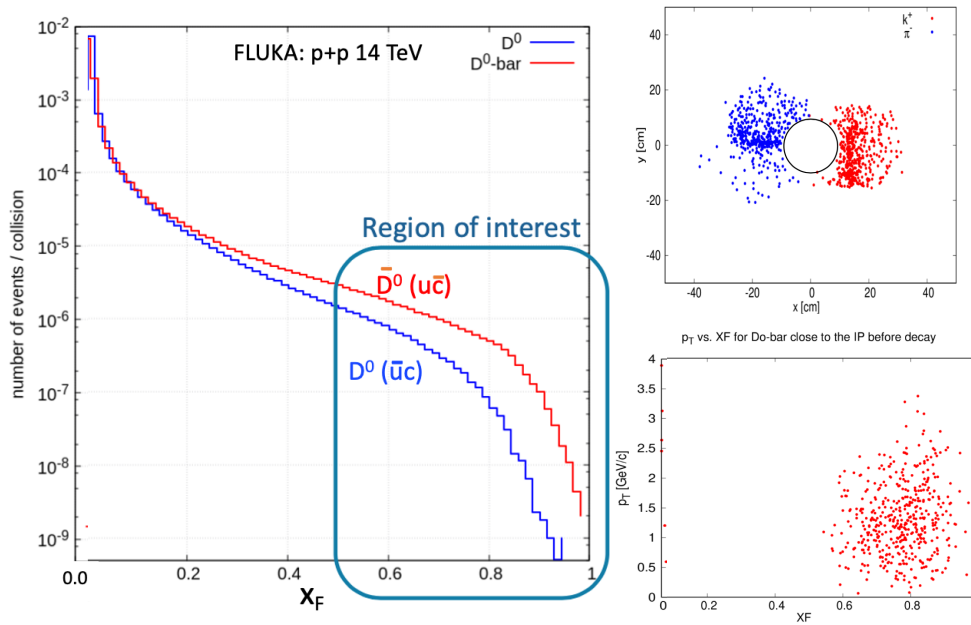 FLUKA: p+p 14 TeV
D⁰
D⁰-bar
number of events / collision
10⁻²
10⁻³
10⁻⁴
10⁻⁵
10⁻⁶
10⁻⁷
10⁻⁸
10⁻⁹
Region of interest
D̄⁰ (uc̄)
D⁰ (ūc)
0.0
0.2
0.4
0.6
0.8
1
X_F
k⁺
π⁻
y [cm]
40
20
0
-20
-40
-40
-20
0
20
40
x [cm]
p_T vs. XF for Do-bar close to the IP before decay
p_T [GeV/c]
4
3.5
3
2.5
2
1.5
1
0.5
0
0
0.2
0.4
0.6
0.8
XF